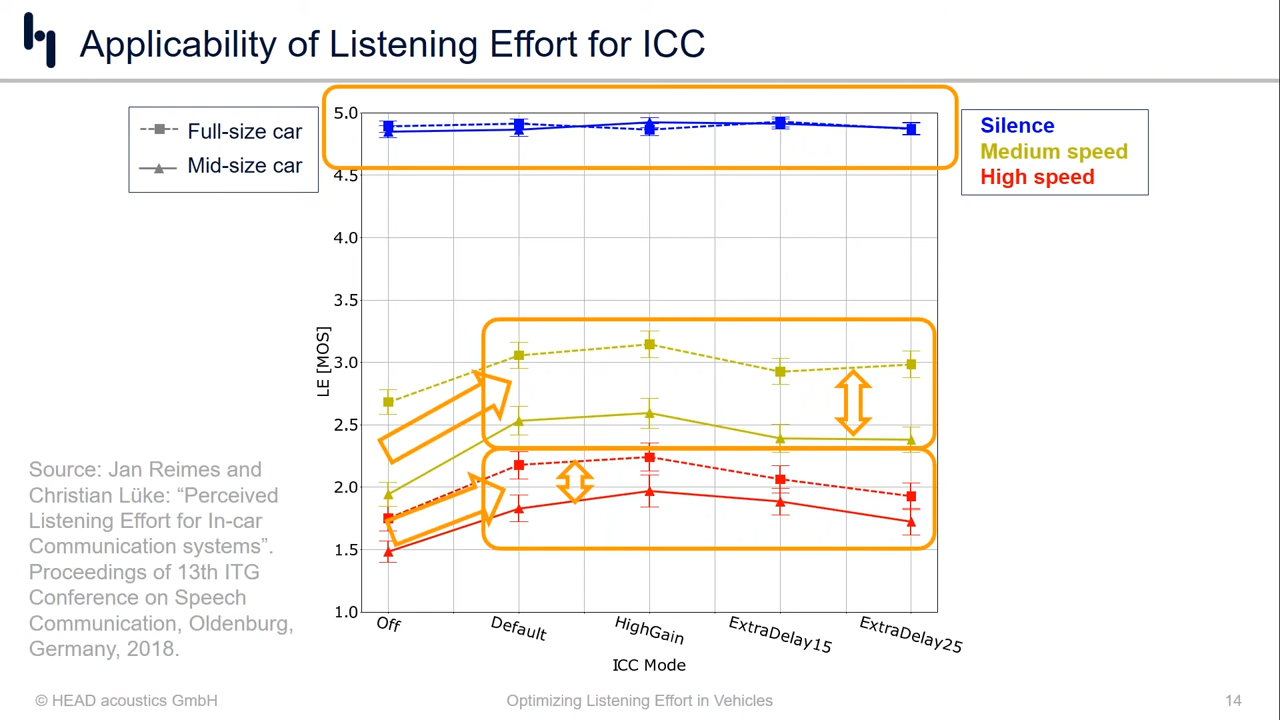 Applicability of Listening Effort for ICC
Full-size car
Mid-size car
Silence
Medium speed
High speed
5.0
4.5
4.0
3.5
3.0
2.5
2.0
1.5
1.0
LE [MOS]
Off
Default
HighGain
ExtraDelay15
ExtraDelay25
ICC Mode
Source: Jan Reimes and
Christian Lüke: “Perceived
Listening Effort for In-car
Communication systems”.
Proceedings of 13th ITG
Conference on Speech
Communication, Oldenburg,
Germany, 2018.
© HEAD acoustics GmbH
Optimizing Listening Effort in Vehicles
14